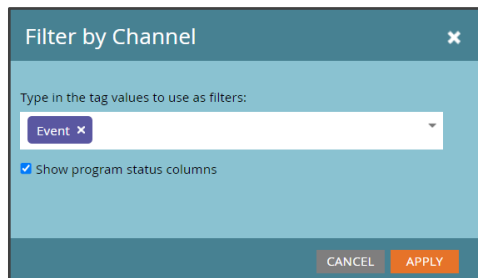 Filter by Channel
Type in the tag values to use as filters:
Event
Show program status columns
CANCEL APPLY